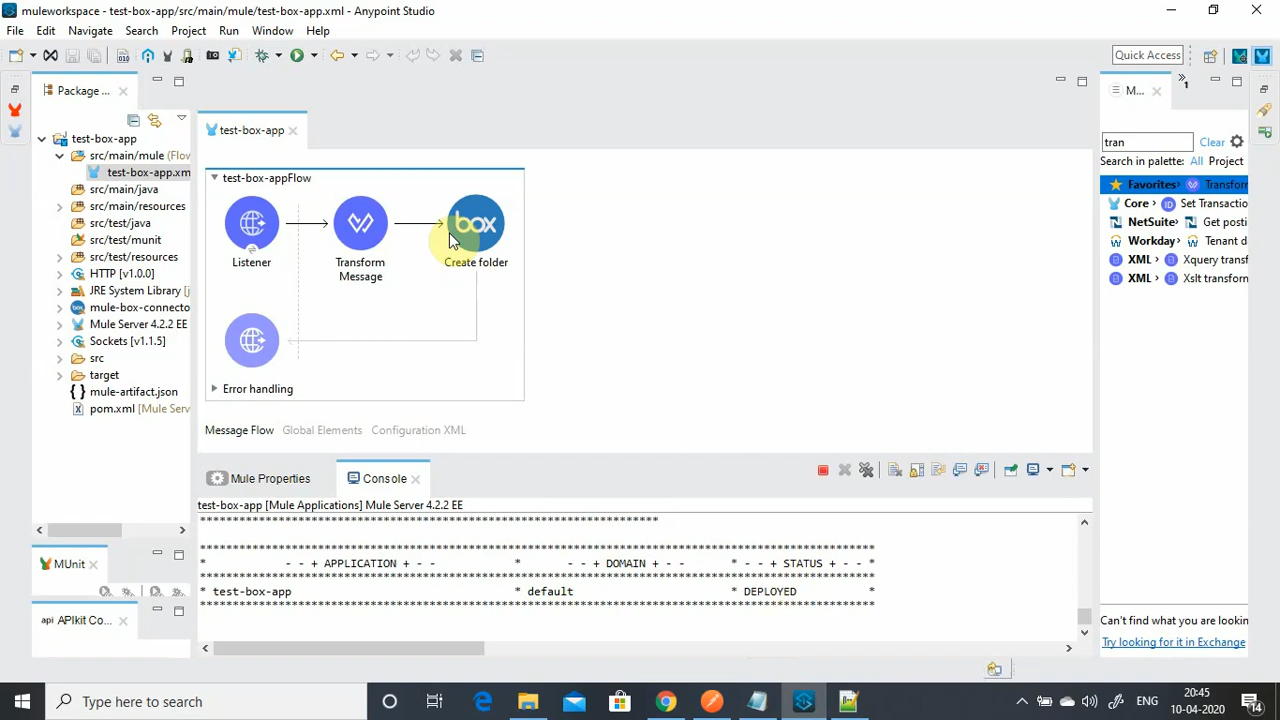 muleworkspace - test-box-app/src/main/mule/test-box-app.xml - Anypoint Studio
File Edit Navigate Search Project Run Window Help
Quick Access
Package ...
test-box-app
src/main/mule (Flow
test-box-app.xm
src/main/java
src/main/resources
src/test/java
src/test/munit
src/test/resources
HTTP [v1.0.0]
JRE System Library [j
mule-box-connecto
Mule Server 4.2.2 EE
Sockets [v1.1.5]
src
target
mule-artifact.json
pom.xml [Mule Serv
MUnit
api APIkit Co...
test-box-app
test-box-appFlow
box
Listener
Transform
Message
Create folder
Error handling
Message Flow Global Elements Configuration XML
Mule Properties
Console
test-box-app [Mule Applications] Mule Server 4.2.2 EE
* - - + APPLICATION + - - * - - + DOMAIN + - - * - - + STATUS + - - *
* test-box-app * default * DEPLOYED *
M...
1
tran
Clear
Search in palette: All Project
Favorites Transform
Core Set Transactio
NetSuite Get posti
Workday Tenant d
XML Xquery transf
XML Xslt transform
Can't find what you are lookin
Try looking for it in Exchange
Type here to search
ENG
20:45
10-04-2020
14